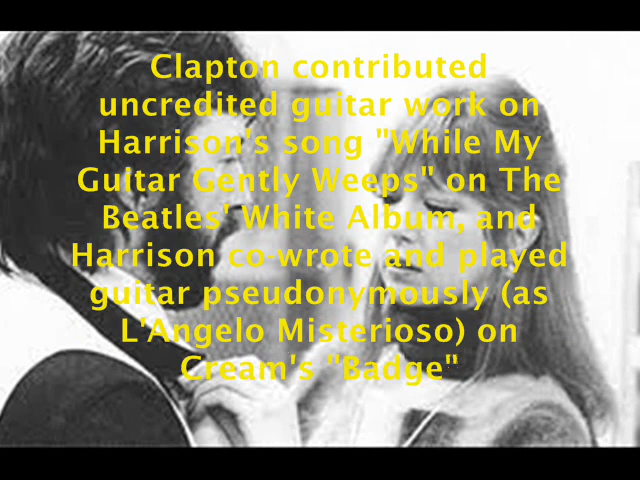 Clapton contributed
uncredited guitar work on
Harrison's song "While My
Guitar Gently Weeps" on The
Beatles' White Album, and
Harrison co-wrote and played
guitar pseudonymously (as
L'Angelo Misterioso) on
Cream's "Badge"